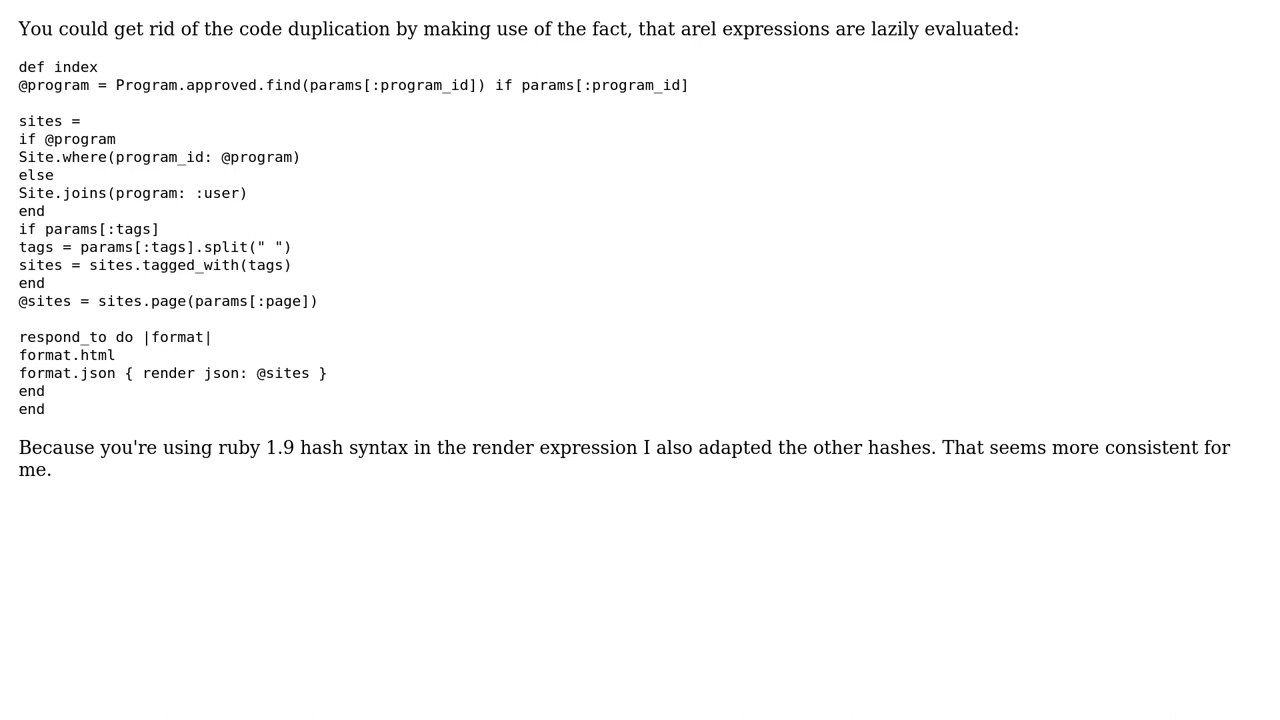 You could get rid of the code duplication by making use of the fact, that arel expressions are lazily evaluated:
def index
@program = Program.approved.find(params[:program_id]) if params[:program_id]
sites =
if @program
Site.where(program_id: @program)
else
Site.joins(program: :user)
end
if params[:tags]
tags = params[:tags].split(" ")
sites = sites.tagged_with(tags)
end
@sites = sites.page(params[:page])
respond_to do |format|
format.html
format.json { render json: @sites }
end
end
Because you're using ruby 1.9 hash syntax in the render expression I also adapted the other hashes. That seems more consistent for
me.